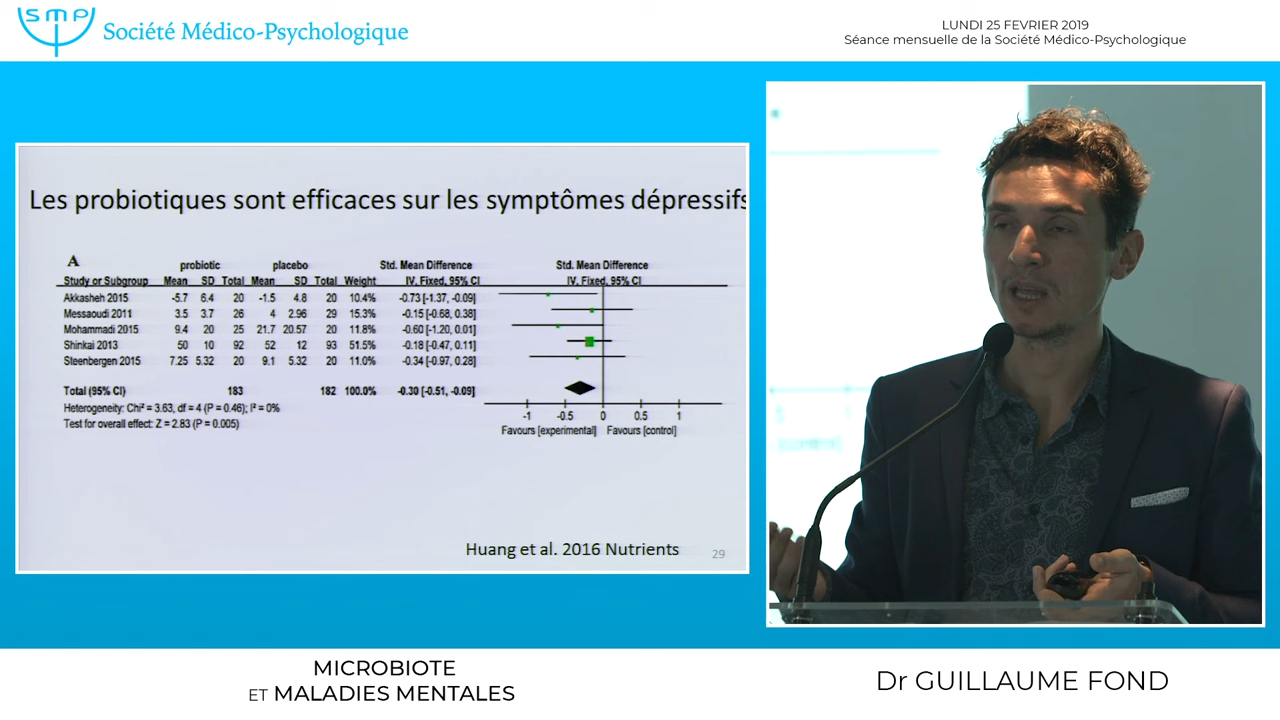 SMP
Société Médico-Psychologique
LUNDI 25 FEVRIER 2019
Séance mensuelle de la Société Médico-Psychologique
Les probiotiques sont efficaces sur les symptômes dépressifs
A
probiotic placebo Std. Mean Difference Std. Mean Difference
Study or Subgroup Mean SD Total Mean SD Total Weight IV, Fixed, 95% CI IV, Fixed, 95% CI
Akkasheh 2015 -5.7 6.4 20 -1.5 4.8 20 10.4% -0.73 [-1.37, -0.09]
Messaoudi 2011 3.5 3.7 26 4 2.96 29 15.3% -0.15 [-0.68, 0.38]
Mohammadi 2015 9.4 20 25 21.7 20.57 20 11.8% -0.60 [-1.20, 0.01]
Shinkai 2013 50 10 92 52 12 93 51.5% -0.18 [-0.47, 0.11]
Steenbergen 2015 7.25 5.32 20 9.1 5.32 20 11.0% -0.34 [-0.97, 0.28]
Total (95% CI) 183 182 100.0% -0.30 [-0.51, -0.09]
Heterogeneity: Chi² = 3.63, df = 4 (P = 0.46); I² = 0%
Test for overall effect: Z = 2.83 (P = 0.005)
-1 -0.5 0 0.5 1
Favours [experimental] Favours [control]
Huang et al. 2016 Nutrients
29
MICROBIOTE
ET MALADIES MENTALES
Dr GUILLAUME FOND